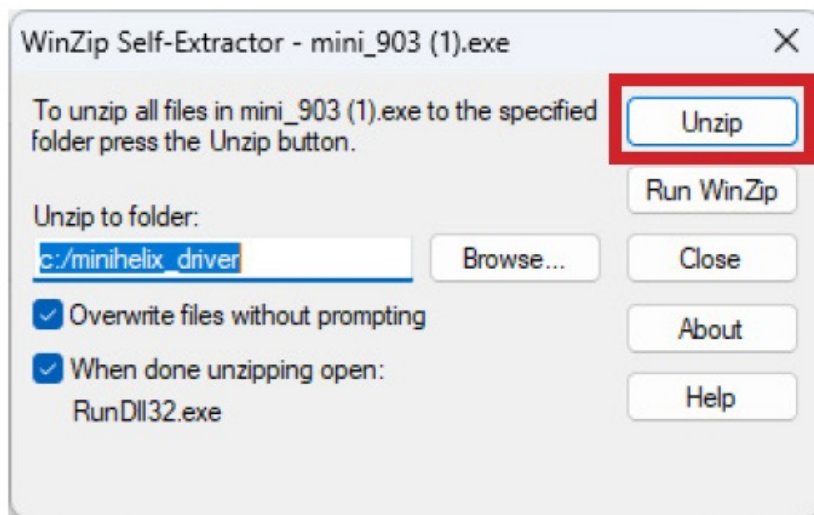 WinZip Self-Extractor - mini_903 (1).exe
To unzip all files in mini_903 (1).exe to the specified
folder press the Unzip button.
Unzip
Run WinZip
Unzip to folder:
c:/minihelix_driver
Browse...
Close
Overwrite files without prompting
About
When done unzipping open:
RunDll32.exe
Help